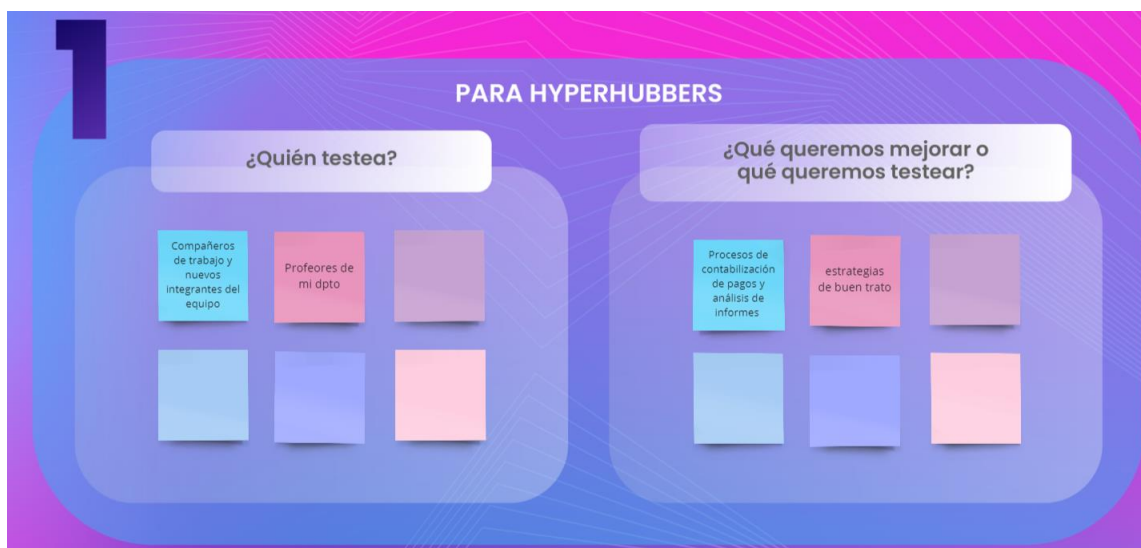 1
PARA HYPERHUBBERS
¿Quién testea?
Compañeros
de trabajo y
nuevos
integrantes del
equipo
Profeores de
mi dpto
¿Qué queremos mejorar o
qué queremos testear?
Procesos de
contabilización
de pagos y
análisis de
informes
estrategias
de buen trato